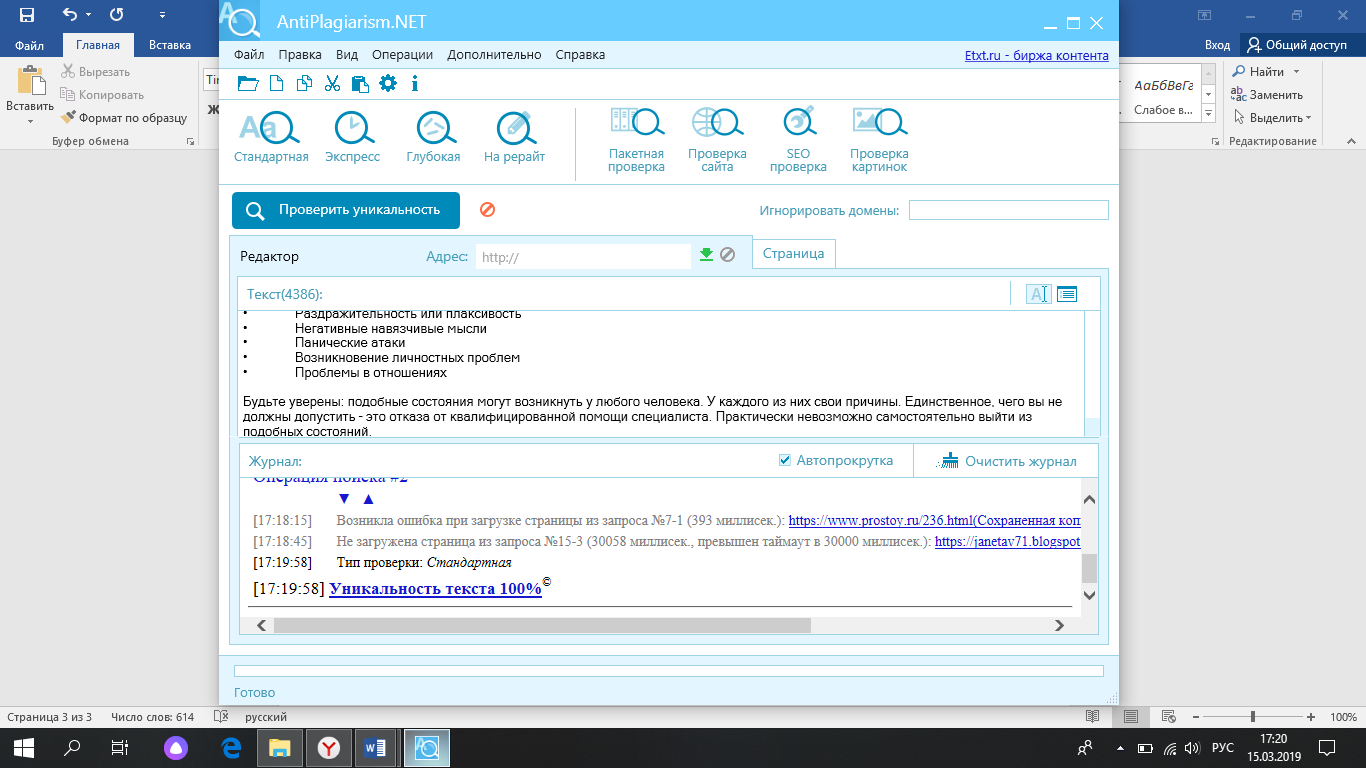 AntiPlagiarism.NET
Файл
Главная
Вставка
Вход
Общий доступ
Вставить
Вырезать
Копировать
Формат по образцу
Буфер обмена
Ж
АаБбВвГг
Слабое в...
Найти
Заменить
Выделить
Редактирование
Файл Правка Вид Операции Дополнительно Справка
Etxt.ru - биржа контента
Стандартная Экспресс Глубокая На рерайт
Пакетная проверка
Проверка сайта
SEO проверка
Проверка картинок
Проверить уникальность
Игнорировать домены:
Редактор Адрес: http:// Страница
Текст(4386):
• Раздражительность или плаксивость
• Негативные навязчивые мысли
• Панические атаки
• Возникновение личностных проблем
• Проблемы в отношениях
Будьте уверены: подобные состояния могут возникнуть у любого человека. У каждого из них свои причины. Единственное, чего вы не
должны допустить - это отказа от квалифицированной помощи специалиста. Практически невозможно самостоятельно выйти из
подобных состояний.
Журнал: Автопрокрутка Очистить журнал
Операция поиска #2
▼ ▲
[17:18:15] Возникла ошибка при загрузке страницы из запроса №7-1 (393 миллисек.): https://www.prostoy.ru/236.html(Сохраненная коп
[17:18:45] Не загружена страница из запроса №15-3 (30058 миллисек., превышен таймаут в 30000 миллисек.): https://janetav71.blogspot
[17:19:58] Тип проверки: Стандартная
[17:19:58] Уникальность текста 100%©
Готово
Страница 3 из 3 Число слов: 614 русский 100%
РУС
17:20
15.03.2019